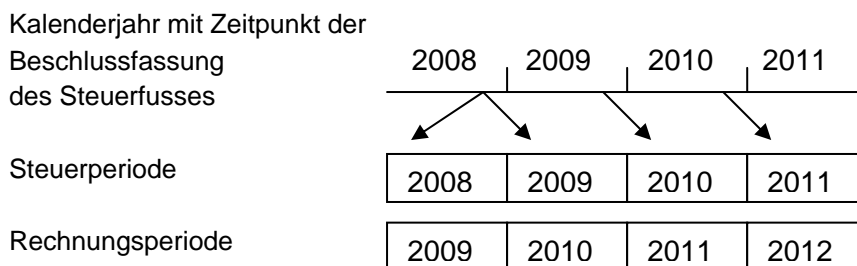 Kalenderjahr mit Zeitpunkt der
Beschlussfassung
des Steuerfusses
2008 2009 2010 2011
Steuerperiode
2008 2009 2010 2011
Rechnungsperiode
2009 2010 2011 2012